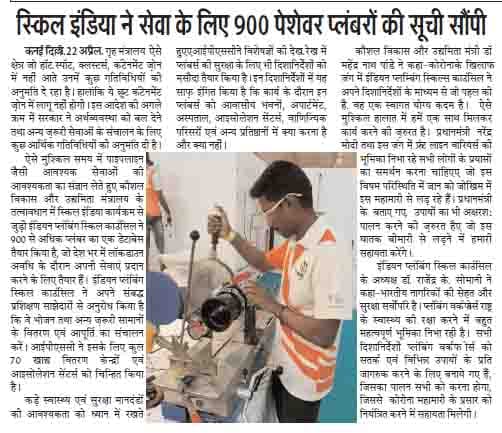 स्किल इंडिया ने सेवा के लिए 900 पेशेवर प्लंबरों की सूची सौंपी
कनई दिल्ली.22 अप्रैल. गृह मंत्रालय ऐसे
क्षेत्र जो हॉट.स्पॉट, क्लस्टर्स, कंटेनमेंट ज़ोन
में नहीं आते उनमें कुछ गतिविधियों की
अनुमति दे रहा है। हालांकि ये छूट कंटेनमेंट
ज़ोन में लागू नहीं होगी। इस आदेश को अगले
क्रम में सरकार ने अर्थव्यवस्था को बल देने
तथा अन्य जरूरी सेवाओं के संचालन के लिए
कुछ आर्थिक गतिविधियों की अनुमति दी है।
ऐसे मुश्किल समय में पाइपलाइन
जैसी आवश्यक सेवाओं की
आवश्यकता का संज्ञान लेते हुए कौशल
विकास और उद्यमिता मंत्रालय के
तत्वावधान में स्किल इंडिया कार्यक्रम से
जुड़ी इंडियन प्लंबिंग स्किल काउंसिल ने
900 से अधिक प्लंबर का एक डेटाबेस
तैयार किया है, जो देश भर में लॉकडाउन
अवधि के दौरान अपनी सेवाएं प्रदान
करने के लिए तैयार हैं। इंडियन प्लंबिंग
स्किल काउंसिल ने अपने संबद्ध
प्रशिक्षण साझेदारों से अनुरोध किया है
कि वे भोजन तथा अन्य जरूरी सामानों
के वितरण एवं आपूर्ति का संचालन
करें। आईपीएससी ने इसके लिए कुल
70 खाद्य वितरण केन्द्रों एवं
आइसोलेशन सेंटर्स को चिन्हित किया
है।
कड़े स्वास्थ्य एवं सुरक्षा मानदंडों
की आवश्यकता को ध्यान में रखते
हुएएआईपीएससीने विशेषज्ञों की देख.रेख में
प्लंबर्स की सुरक्षा के लिए भी दिशानिर्देशों का
मसौदा तैयार किया है। इन दिशानिर्देशों में यह
साफ़ इंगित किया है कि कार्य के दौरान इन
प्लंबर्स को आवासीय भवनों, अपार्टमेंट,
अस्पताल, आइसोलेशन सेंटर्स, वाणिज्यिक
परिसरों एवं अन्य प्रतिष्ठानों में क्या करना है
और क्या नहीं।
कौशल विकास और उद्यमिता मंत्री डॉ
महेंद्र नाथ पांडे ने कहा-कोरोनाके खिलाफ
जंग में इंडियन प्लम्बिंग स्किल्स काउंसिल ने
अपने दिशानिर्देशों के माध्यम से जो पहल की
है, वह एक स्वागत योग्य कदम है। ऐसे
मुश्किल हालात में हमें एक साथ मिलकर
कार्य करने की जरूरत है। प्रधानमंत्री नरेंद्र
मोदी तथा इस जंग में फ्रंट लाइन वारियर्स की
भूमिका निभा रहे सभी लोगों के प्रयासों
का समर्थन करना चाहिएए जो इस
विषम परिस्थिति में जान को जोखिम में
इस महामारी से लड़ रहे हैं। प्रधानमंत्री
के बताए गए, उपायों का भी अक्षरश:
पालन करने की जरूरत हैए जो इस
घातक बीमारी से लड़ने में हमारी
सहायता करेंगे।
इंडियन प्लंबिंग स्किल काउंसिल
के अध्यक्ष डॉ. राजेंद्र के. सोमानी ने
कहा-भारतीय नागरिकों की सेहत और
सुरक्षा सर्वोपरि है। प्लंबिंग वर्कफोर्स राष्ट्र
के स्वास्थ्य की रक्षा करने में बहुत
महत्वपूर्ण भूमिका निभा रही है। सभी
दिशानिर्देशों प्लंबिंग वर्कफोर्स को
सतर्क एवं विभिन्न उपायों के प्रति
जागरुक करने के लिए बनाये गए हैं,
जिसका पालन सभी को करना होगा,
जिससे कोरोना महामारी के प्रसार को
नियंत्रित करने में सहायता मिलेगी।